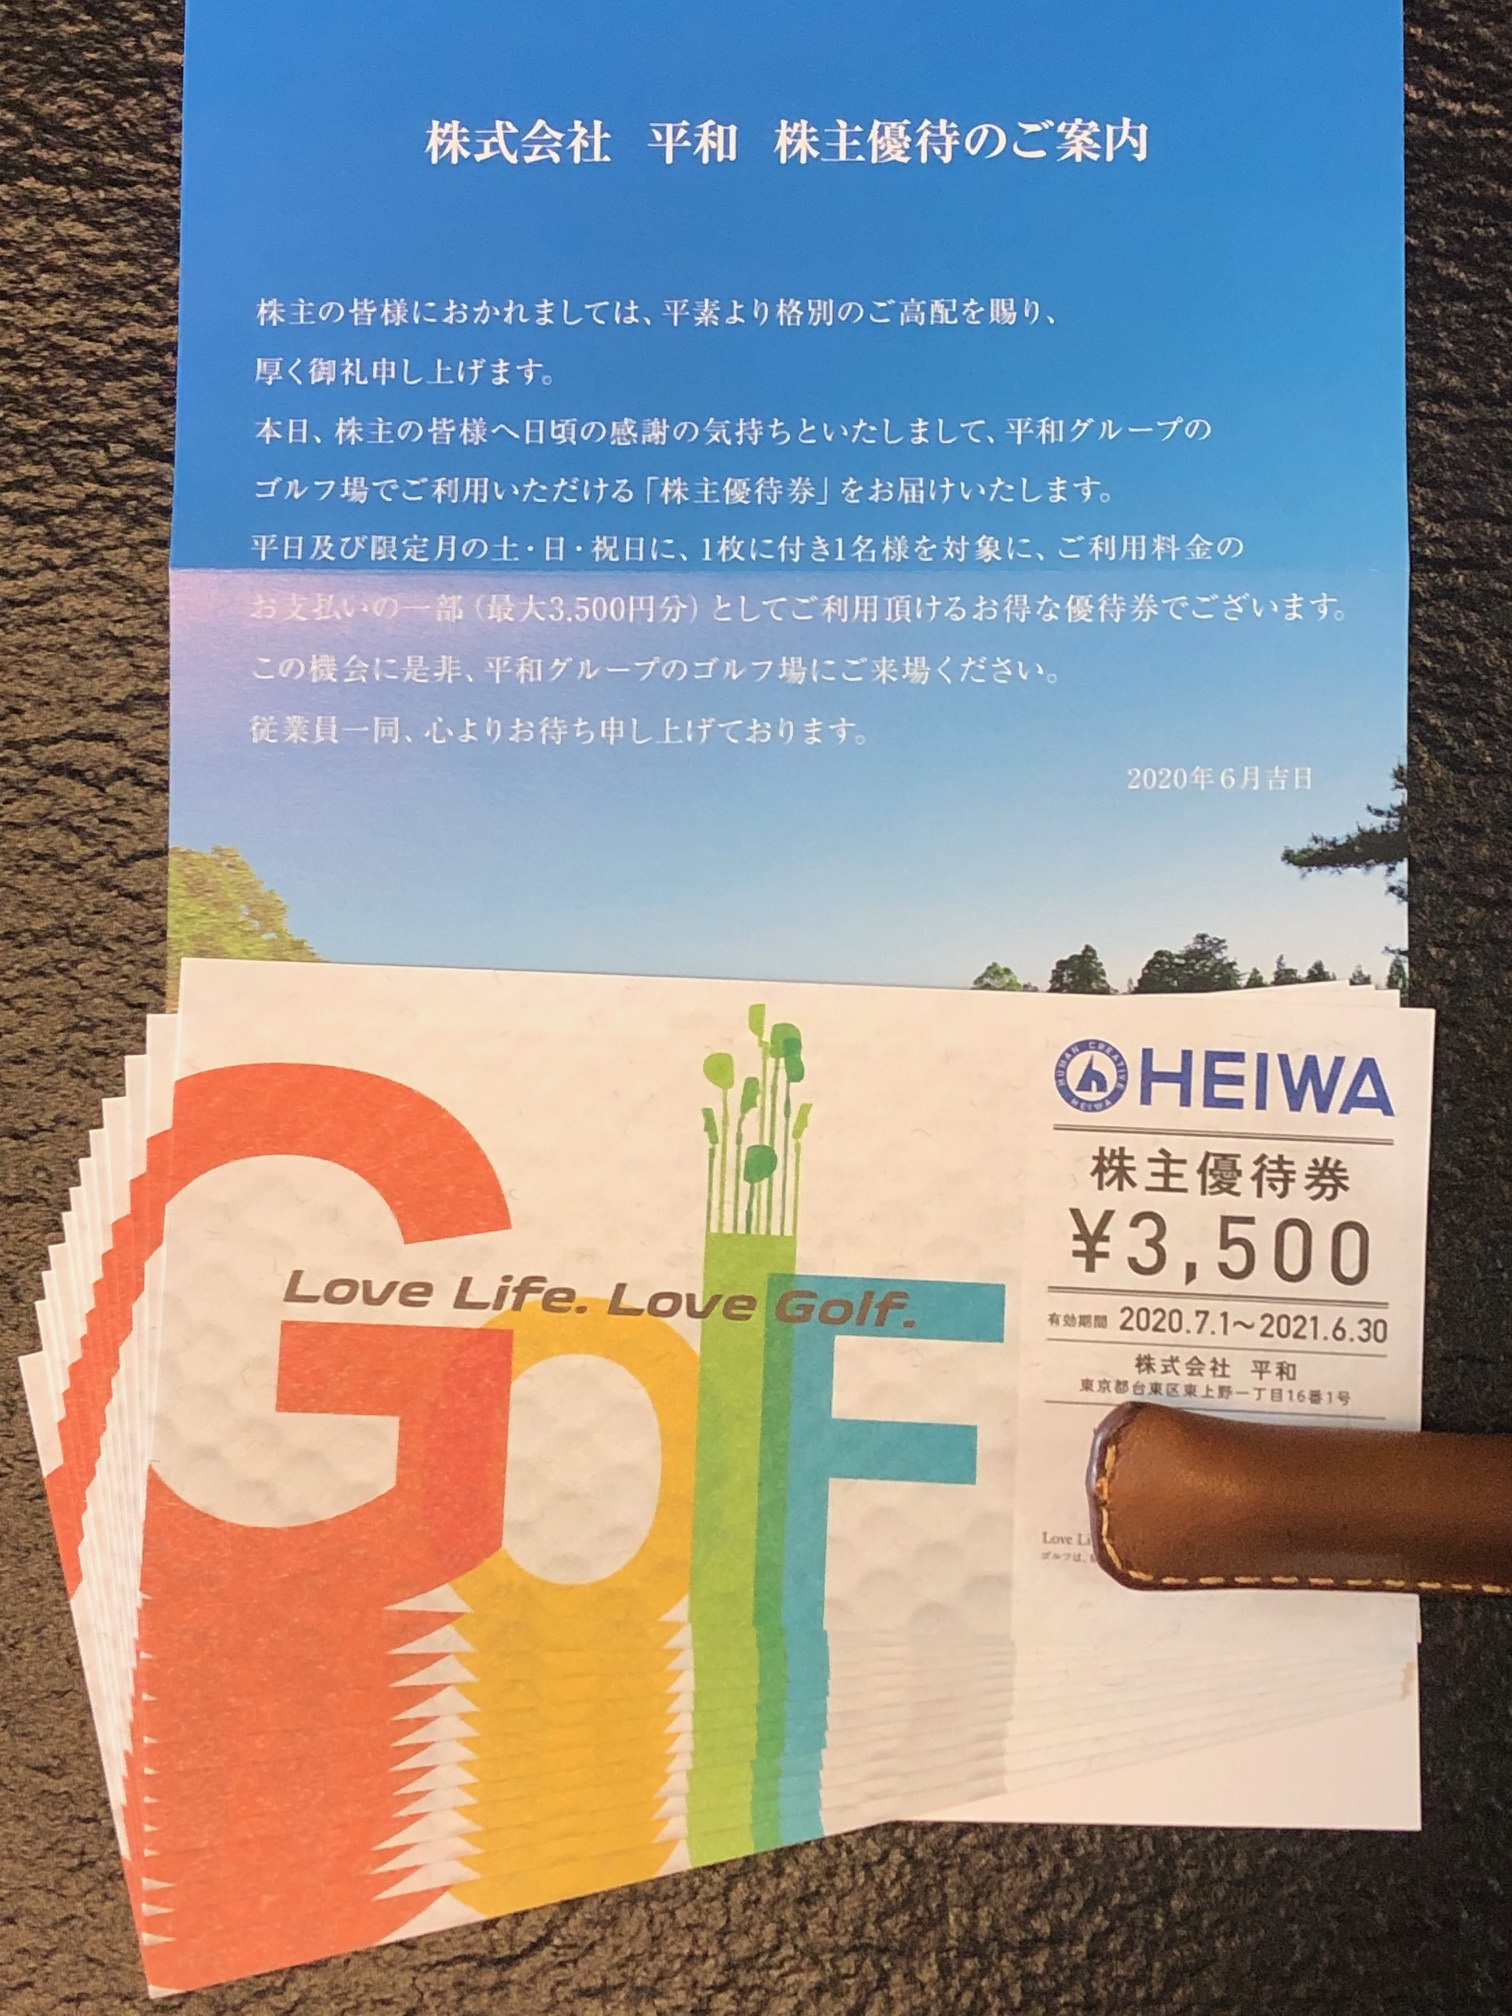 株式会社 平和 株主優待のご案内
株主の皆様におかれましては、平素より格別のご高配を賜り、
厚く御礼申し上げます。
本日、株主の皆様へ日頃の感謝の気持ちといたしまして、平和グループの
ゴルフ場でご利用いただける「株主優待券」をお届けいたします。
平日及び限定月の土・日・祝日に、1枚に付き1名様を対象に、ご利用料金の
お支払いの一部（最大3,500円分）としてご利用頂けるお得な優待券でございます。
この機会に是非、平和グループのゴルフ場にご来場ください。
従業員一同、心よりお待ち申し上げております。
2020年6月吉日
GOLF
Love Life. Love Golf.
HUMAN CREATIVE HEIWA
HEIWA
株主優待券
¥3,500
有効期間 2020.7.1～2021.6.30
株式会社 平和
東京都台東区東上野一丁目16番1号
Love
ゴルフは、